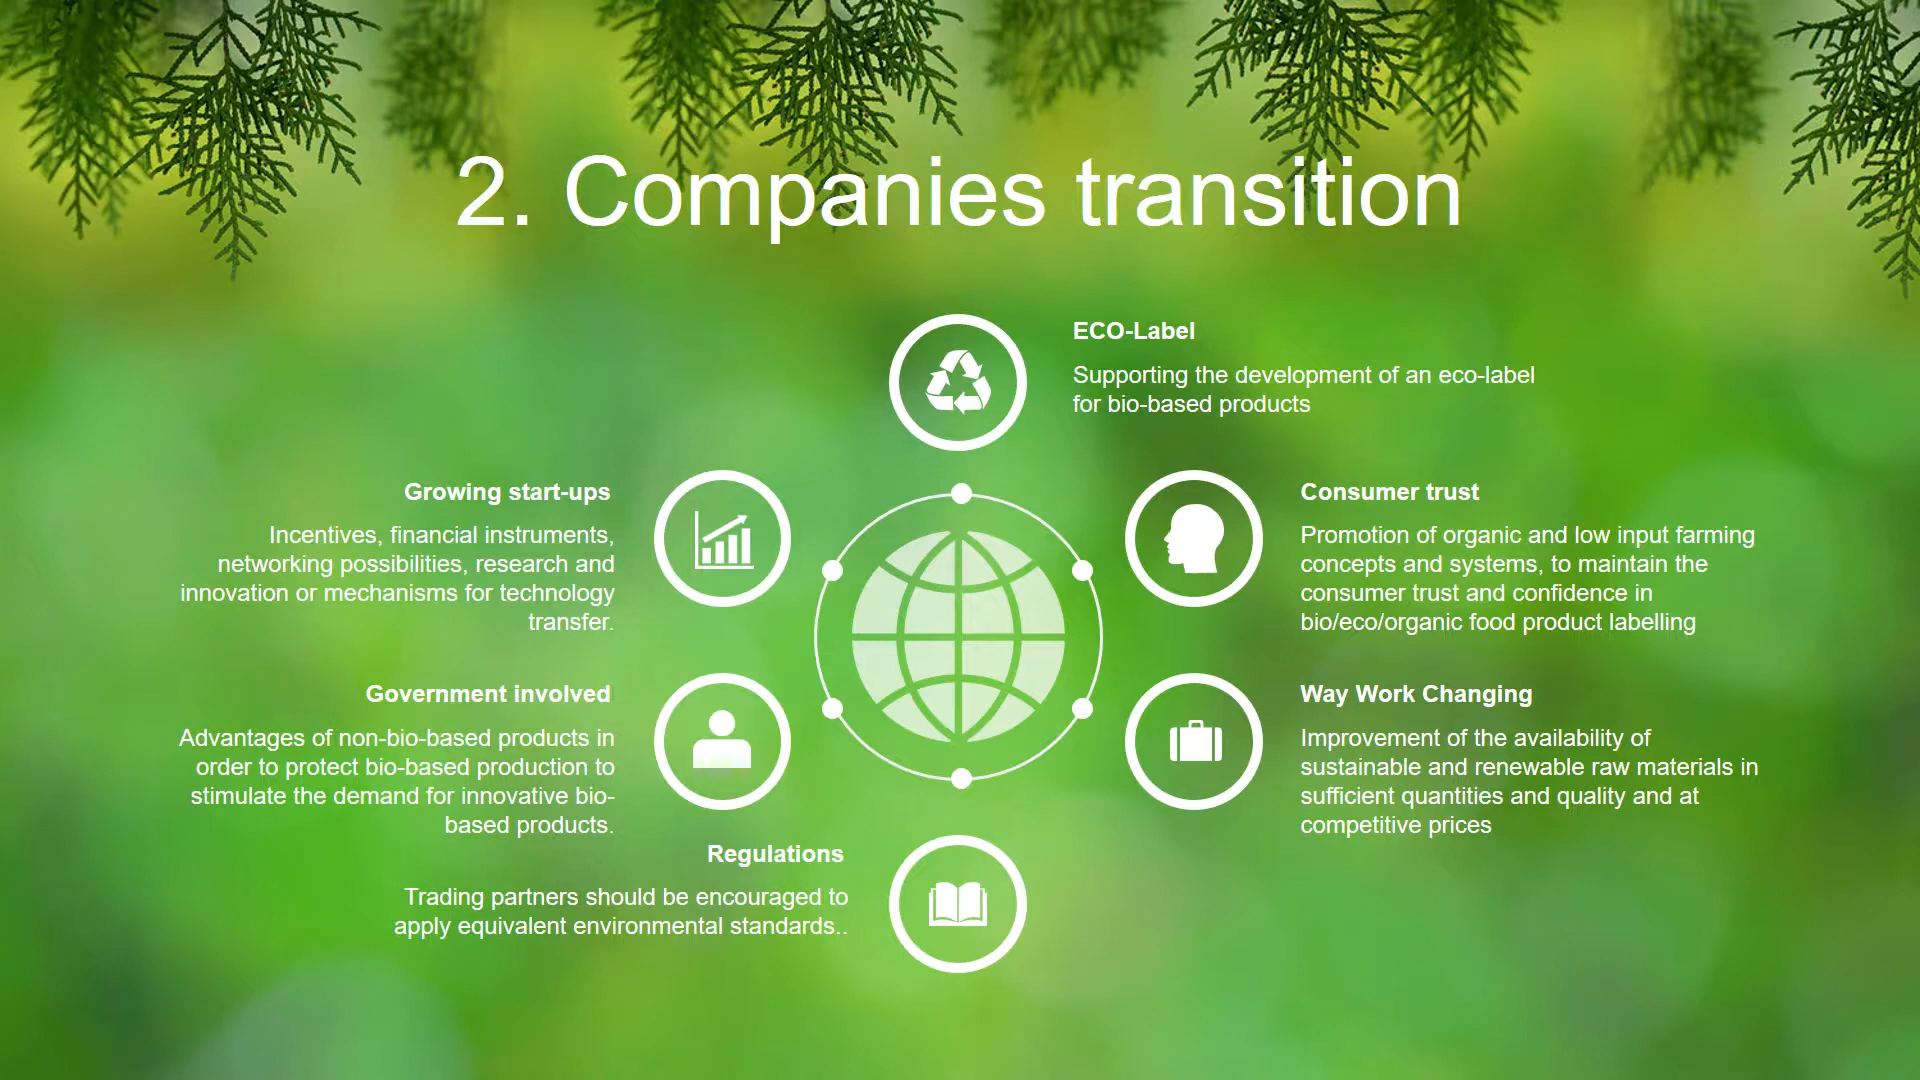 2. Companies transition
ECO-Label
Supporting the development of an eco-label
for bio-based products
Growing start-ups
Incentives, financial instruments,
networking possibilities, research and
innovation or mechanisms for technology
transfer.
Consumer trust
Promotion of organic and low input farming
concepts and systems, to maintain the
consumer trust and confidence in
bio/eco/organic food product labelling
Government involved
Advantages of non-bio-based products in
order to protect bio-based production to
stimulate the demand for innovative bio-
based products.
Way Work Changing
Improvement of the availability of
sustainable and renewable raw materials in
sufficient quantities and quality and at
competitive prices
Regulations
Trading partners should be encouraged to
apply equivalent environmental standards..